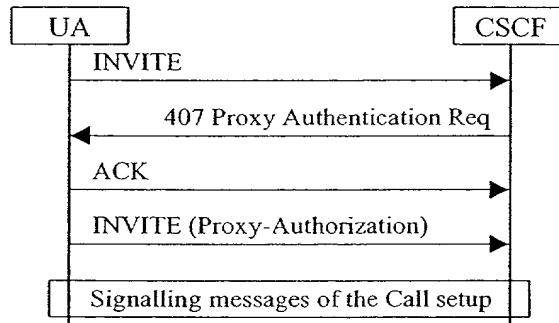 UA
CSCF
INVITE
407 Proxy Authentication Req
ACK
INVITE (Proxy-Authorization)
Signalling messages of the Call setup